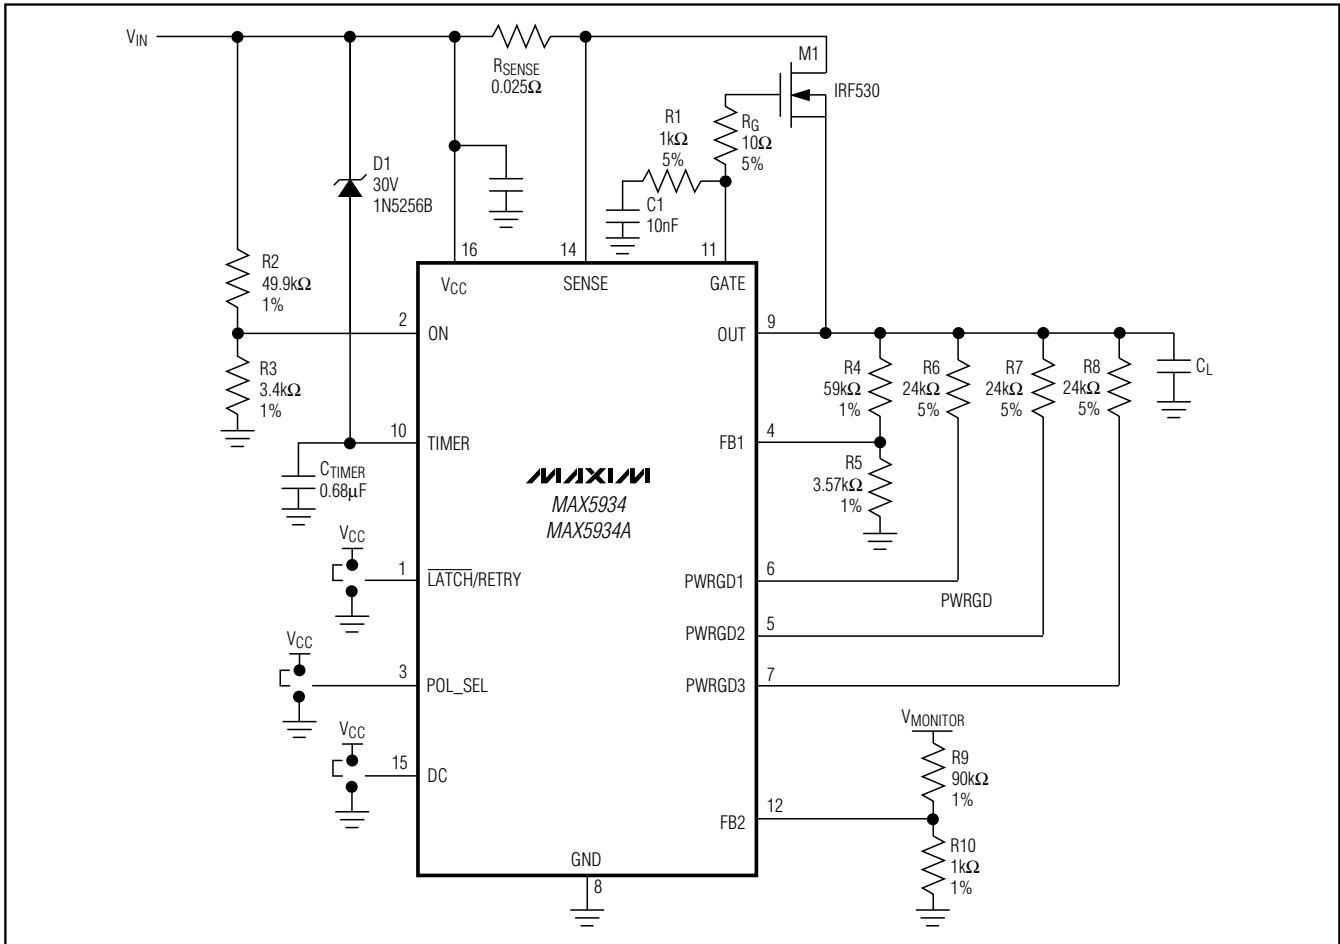 VIN
RSENSE
0.025Ω
M1
IRF530
R1
1kΩ
5%
RG
10Ω
5%
D1
30V
1N5256B
C1
10nF
16
14
11
VCC
SENSE
GATE
R2
49.9kΩ
1%
2
ON
OUT
9
R3
3.4kΩ
1%
R4
59kΩ
1%
R6
24kΩ
5%
R7
24kΩ
5%
R8
24kΩ
5%
CL
10
TIMER
FB1
4
CTIMER
0.68µF
R5
3.57kΩ
1%
MAXIM
MAX5934
MAX5934A
VCC
1
LATCH/RETRY
PWRGD1
6
PWRGD
PWRGD2
5
VCC
3
POL_SEL
PWRGD3
7
VCC
15
DC
VMONITOR
R9
90kΩ
1%
FB2
12
R10
1kΩ
1%
GND
8